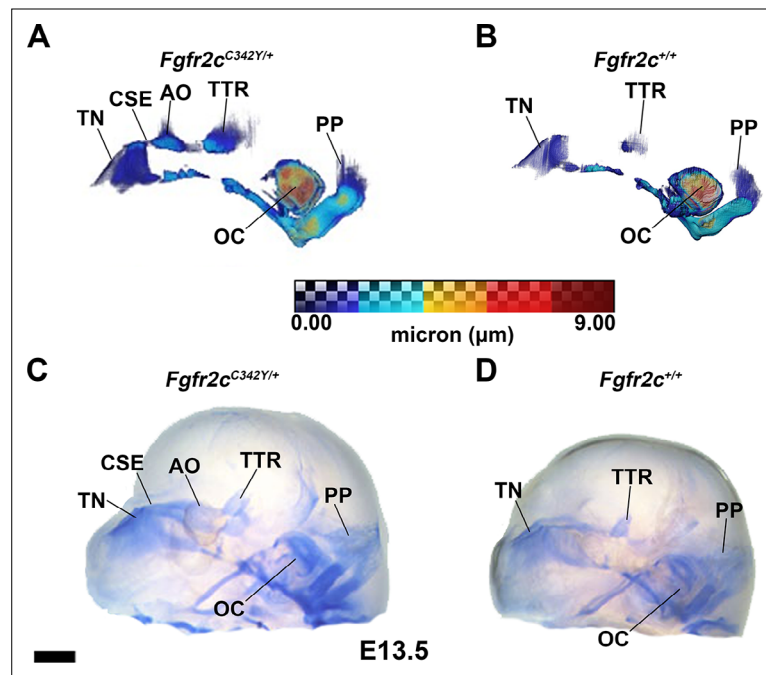 A
Fgfr2c^C342Y/+
TN
CSE
AO
TTR
PP
OC
B
Fgfr2c^+/+
TN
TTR
PP
OC
0.00
9.00
micron (μm)
C
Fgfr2c^C342Y/+
TN
CSE
AO
TTR
PP
OC
D
Fgfr2c^+/+
TN
TTR
PP
OC
E13.5